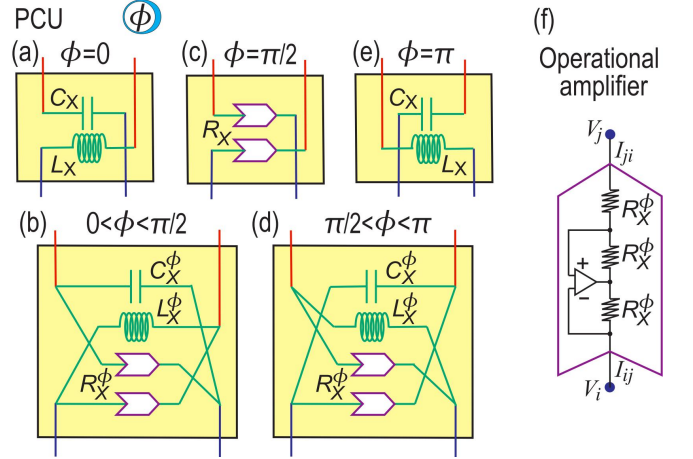 PCU ϕ
(a) ϕ=0
C_X
L_X
(c) ϕ=π/2
R_X
(e) ϕ=π
C_X
L_X
(b) 0<ϕ<π/2
C_X^ϕ
L_X^ϕ
R_X^ϕ
(d) π/2<ϕ<π
C_X^ϕ
L_X^ϕ
R_X^ϕ
(f)
Operational
amplifier
V_j
I_ji
R_X^ϕ
R_X^ϕ
+
−
R_X^ϕ
I_ij
V_i